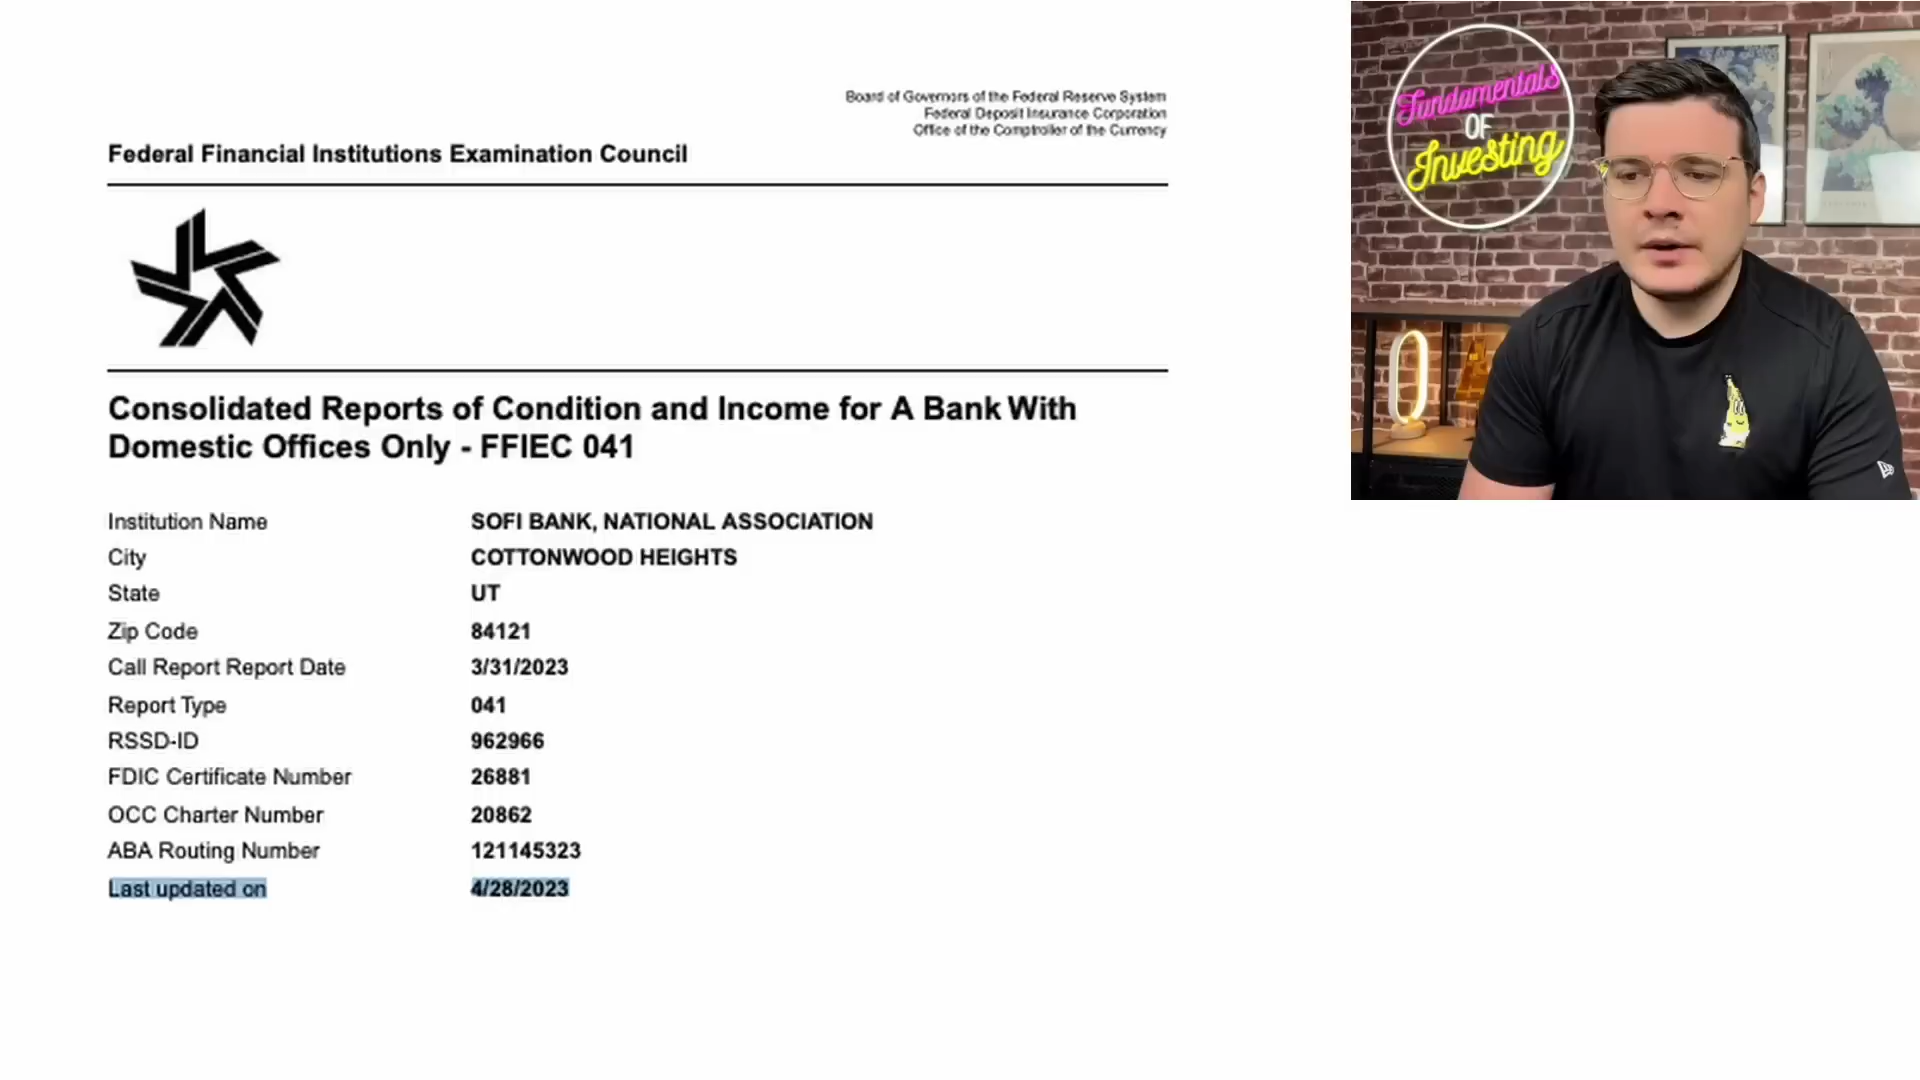 Board of Governors of the Federal Reserve System
Federal Deposit Insurance Corporation
Office of the Comptroller of the Currency
Federal Financial Institutions Examination Council
Consolidated Reports of Condition and Income for A Bank With
Domestic Offices Only - FFIEC 041
Institution Name SOFI BANK, NATIONAL ASSOCIATION
City COTTONWOOD HEIGHTS
State UT
Zip Code 84121
Call Report Report Date 3/31/2023
Report Type 041
RSSD-ID 962966
FDIC Certificate Number 26881
OCC Charter Number 20862
ABA Routing Number 121145323
Last updated on 4/28/2023
Fundamentals
OF
Investing